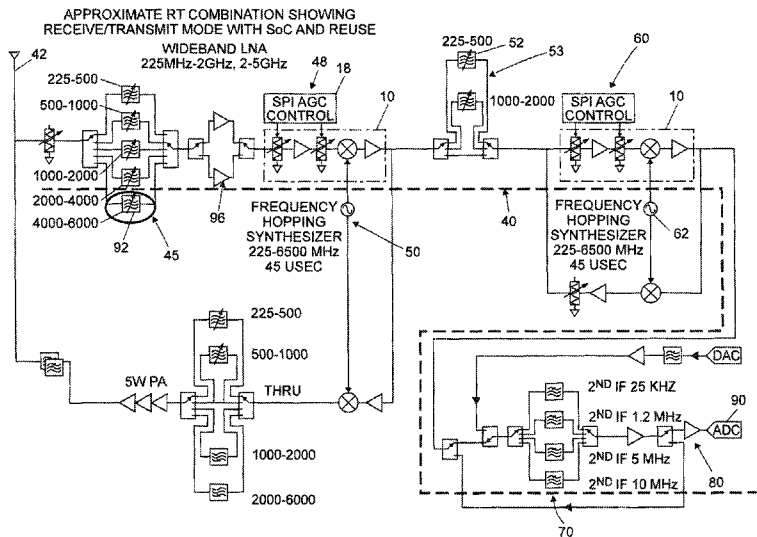 APPROXIMATE RT COMBINATION SHOWING
RECEIVE/TRANSMIT MODE WITH SoC AND REUSE
WIDEBAND LNA
225MHz-2GHz, 2-5GHz
42
225-500
500-1000
1000-2000
2000-4000
4000-6000
92
45
96
48
18
SPI AGC
CONTROL
10
225-500
52
53
1000-2000
60
SPI AGC
CONTROL
10
40
FREQUENCY
HOPPING
SYNTHESIZER
225-6500 MHz
45 USEC
50
FREQUENCY
HOPPING
SYNTHESIZER
225-6500 MHz
45 USEC
62
225-500
500-1000
5W PA
THRU
1000-2000
2000-6000
DAC
2ND IF 25 KHZ
2ND IF 1.2 MHz
2ND IF 5 MHz
2ND IF 10 MHz
90
ADC
80
70